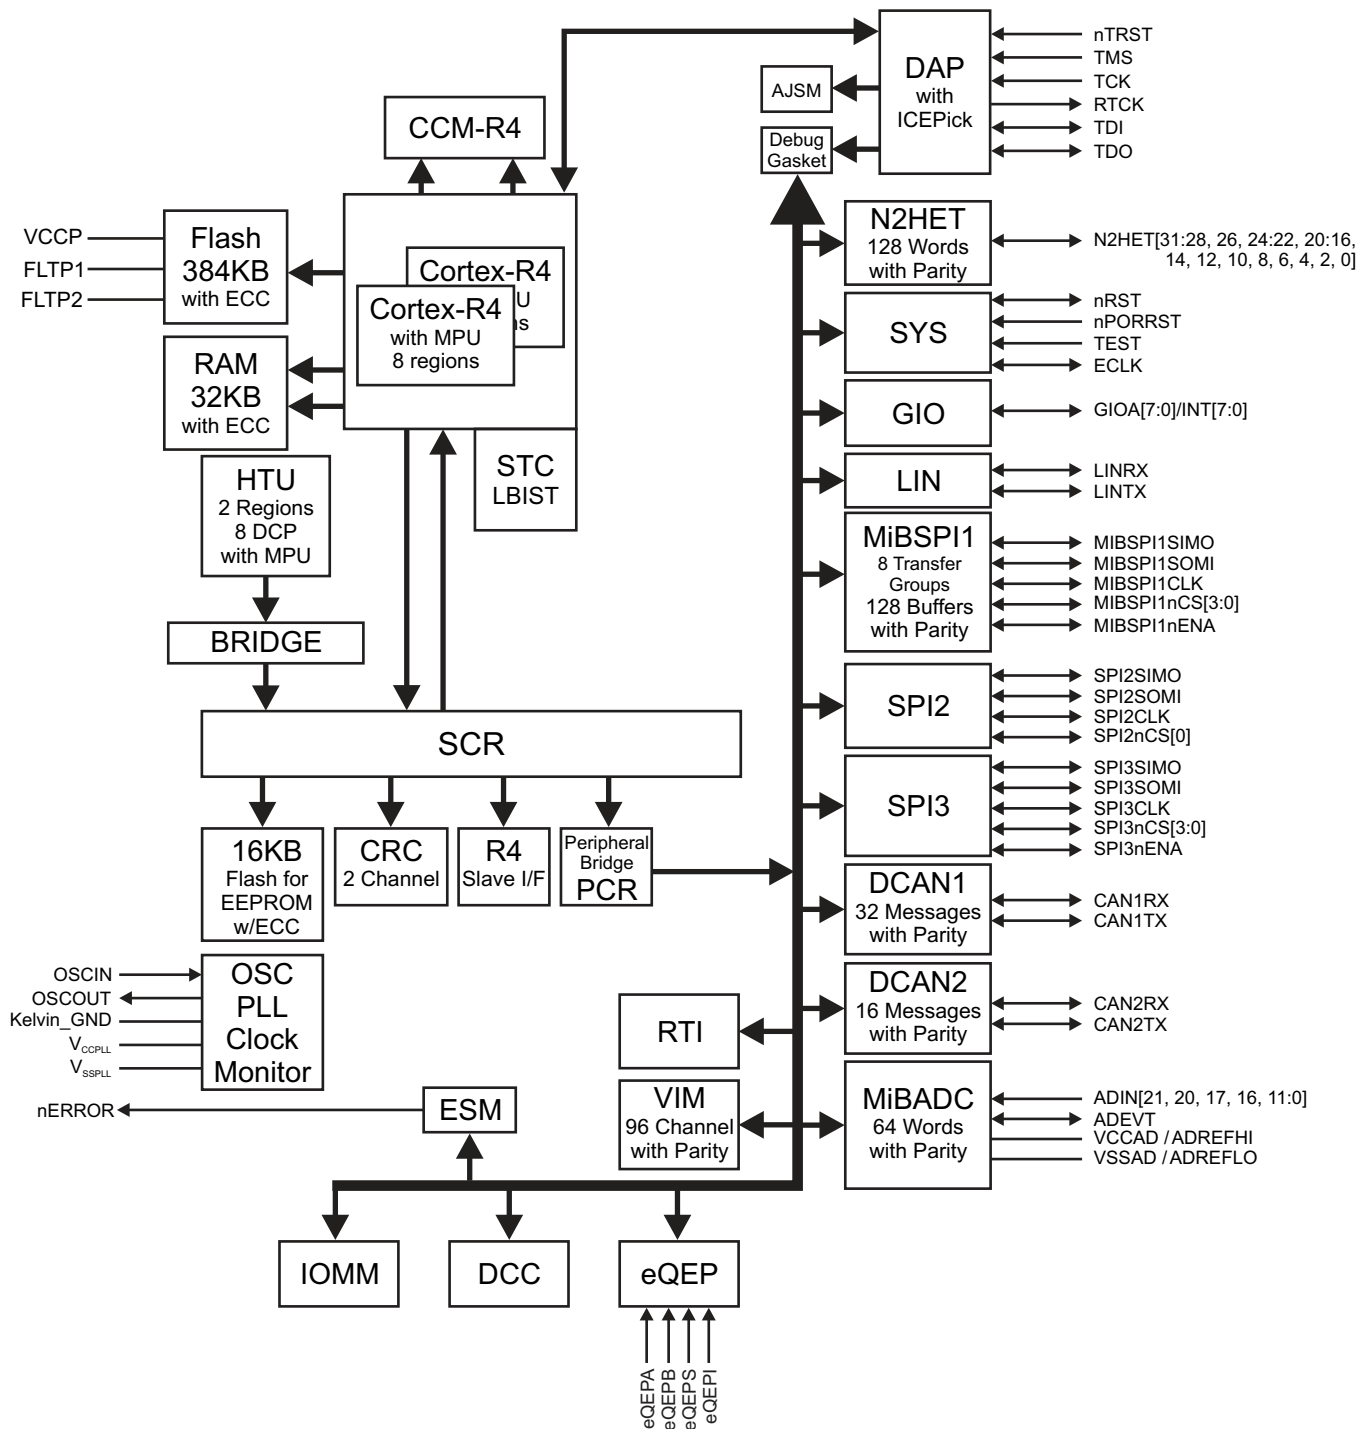 nTRST
TMS
TCK
RTCK
TDI
TDO
DAP
with
ICEPick
AJSM
Debug
Gasket
CCM-R4
VCCP
FLTP1
FLTP2
Flash
384KB
with ECC
Cortex-R4
U
ns
Cortex-R4
with MPU
8 regions
RAM
32KB
with ECC
HTU
2 Regions
8 DCP
with MPU
STC
LBIST
BRIDGE
SCR
16KB
Flash for
EEPROM
w/ECC
CRC
2 Channel
R4
Slave I/F
Peripheral
Bridge
PCR
OSCIN
OSCOUT
Kelvin_GND
VCCPLL
VSSPLL
OSC
PLL
Clock
Monitor
nERROR
ESM
RTI
VIM
96 Channel
with Parity
IOMM
DCC
eQEP
eQEPA
eQEPB
eQEPS
eQEPI
N2HET
128 Words
with Parity
N2HET[31:28, 26, 24:22, 20:16,
14, 12, 10, 8, 6, 4, 2, 0]
SYS
nRST
nPORRST
TEST
ECLK
GIO
GIOA[7:0]/INT[7:0]
LIN
LINRX
LINTX
MiBSPI1
8 Transfer
Groups
128 Buffers
with Parity
MIBSPI1SIMO
MIBSPI1SOMI
MIBSPI1CLK
MIBSPI1nCS[3:0]
MIBSPI1nENA
SPI2
SPI2SIMO
SPI2SOMI
SPI2CLK
SPI2nCS[0]
SPI3
SPI3SIMO
SPI3SOMI
SPI3CLK
SPI3nCS[3:0]
SPI3nENA
DCAN1
32 Messages
with Parity
CAN1RX
CAN1TX
DCAN2
16 Messages
with Parity
CAN2RX
CAN2TX
MiBADC
64 Words
with Parity
ADIN[21, 20, 17, 16, 11:0]
ADEVT
VCCAD / ADREFHI
VSSAD / ADREFLO